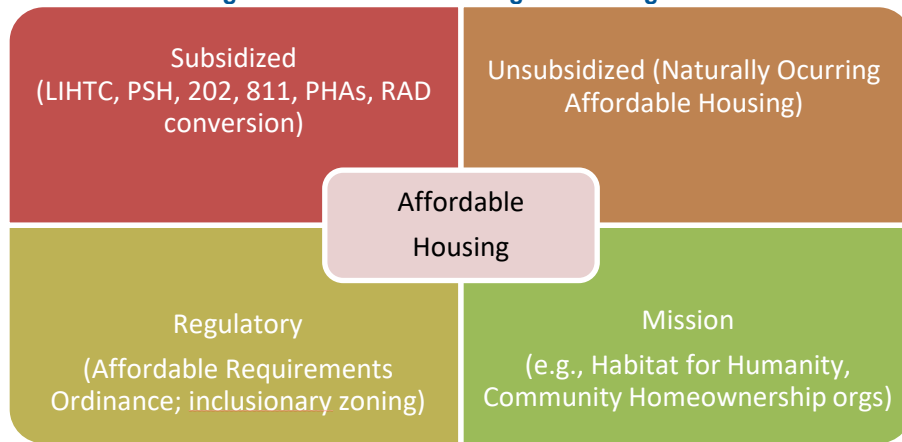 Subsidized
(LIHTC, PSH, 202, 811, PHAs, RAD
conversion)
Unsubsidized (Naturally Ocurring
Affordable Housing)
Affordable
Housing
Regulatory
(Affordable Requirements
Ordinance; inclusionary zoning)
Mission
(e.g., Habitat for Humanity,
Community Homeownership orgs)